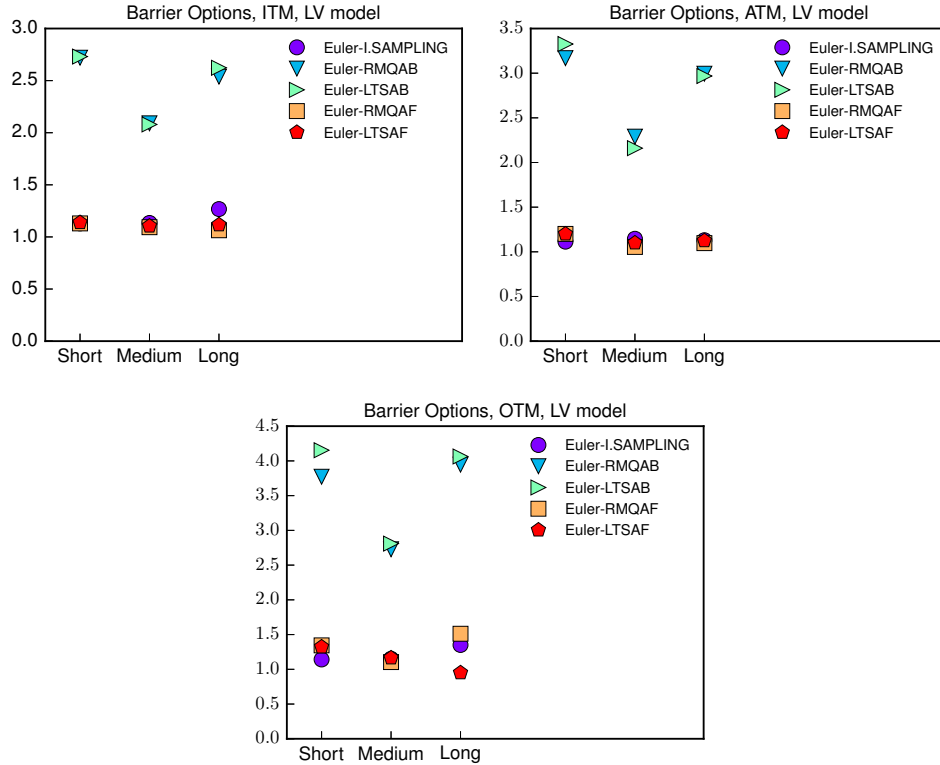 Barrier Options, ITM, LV model
3.0
2.5
2.0
1.5
1.0
0.5
0.0
Short Medium Long
Euler-I.SAMPLING
Euler-RMQAB
Euler-LTSAB
Euler-RMQAF
Euler-LTSAF
Barrier Options, ATM, LV model
3.5
3.0
2.5
2.0
1.5
1.0
0.5
0.0
Short Medium Long
Euler-I.SAMPLING
Euler-RMQAB
Euler-LTSAB
Euler-RMQAF
Euler-LTSAF
Barrier Options, OTM, LV model
4.5
4.0
3.5
3.0
2.5
2.0
1.5
1.0
0.5
0.0
Short Medium Long
Euler-I.SAMPLING
Euler-RMQAB
Euler-LTSAB
Euler-RMQAF
Euler-LTSAF